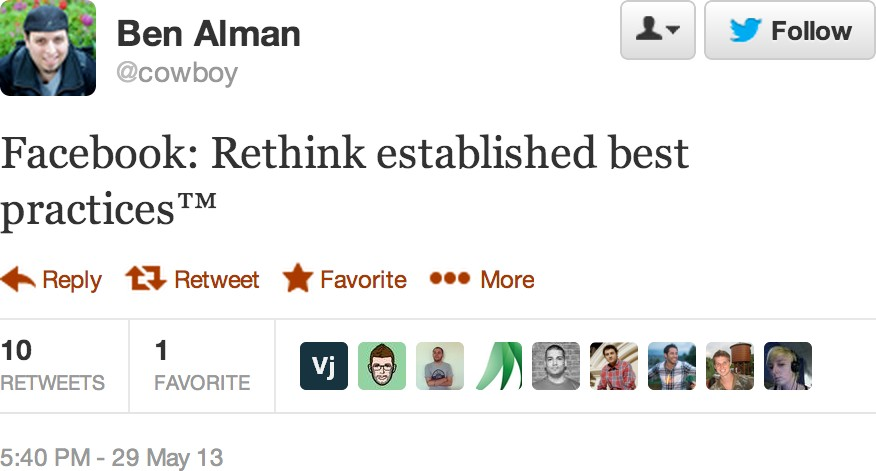 Ben Alman
@cowboy
Follow
Facebook: Rethink established best
practices™
Reply Retweet Favorite More
10 1
RETWEETS FAVORITE
Vj
5:40 PM - 29 May 13